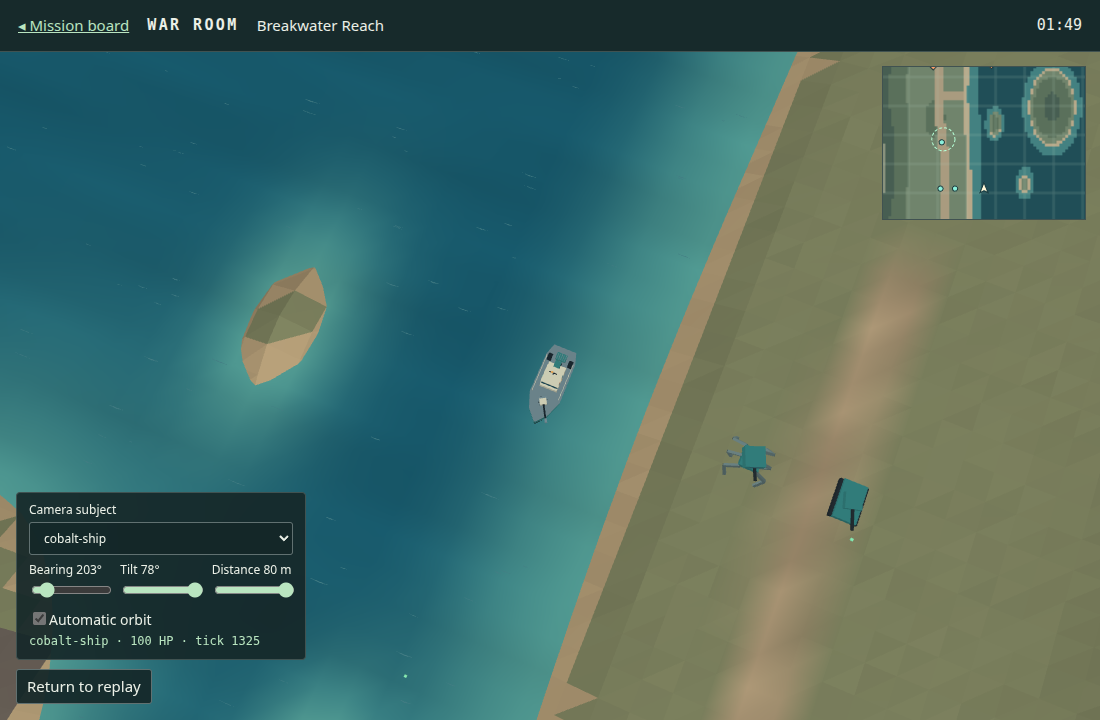 ◂ Mission board WAR ROOM Breakwater Reach 01:49
Camera subject
cobalt-ship
Bearing 203° Tilt 78° Distance 80 m
Automatic orbit
cobalt-ship · 100 HP · tick 1325
Return to replay